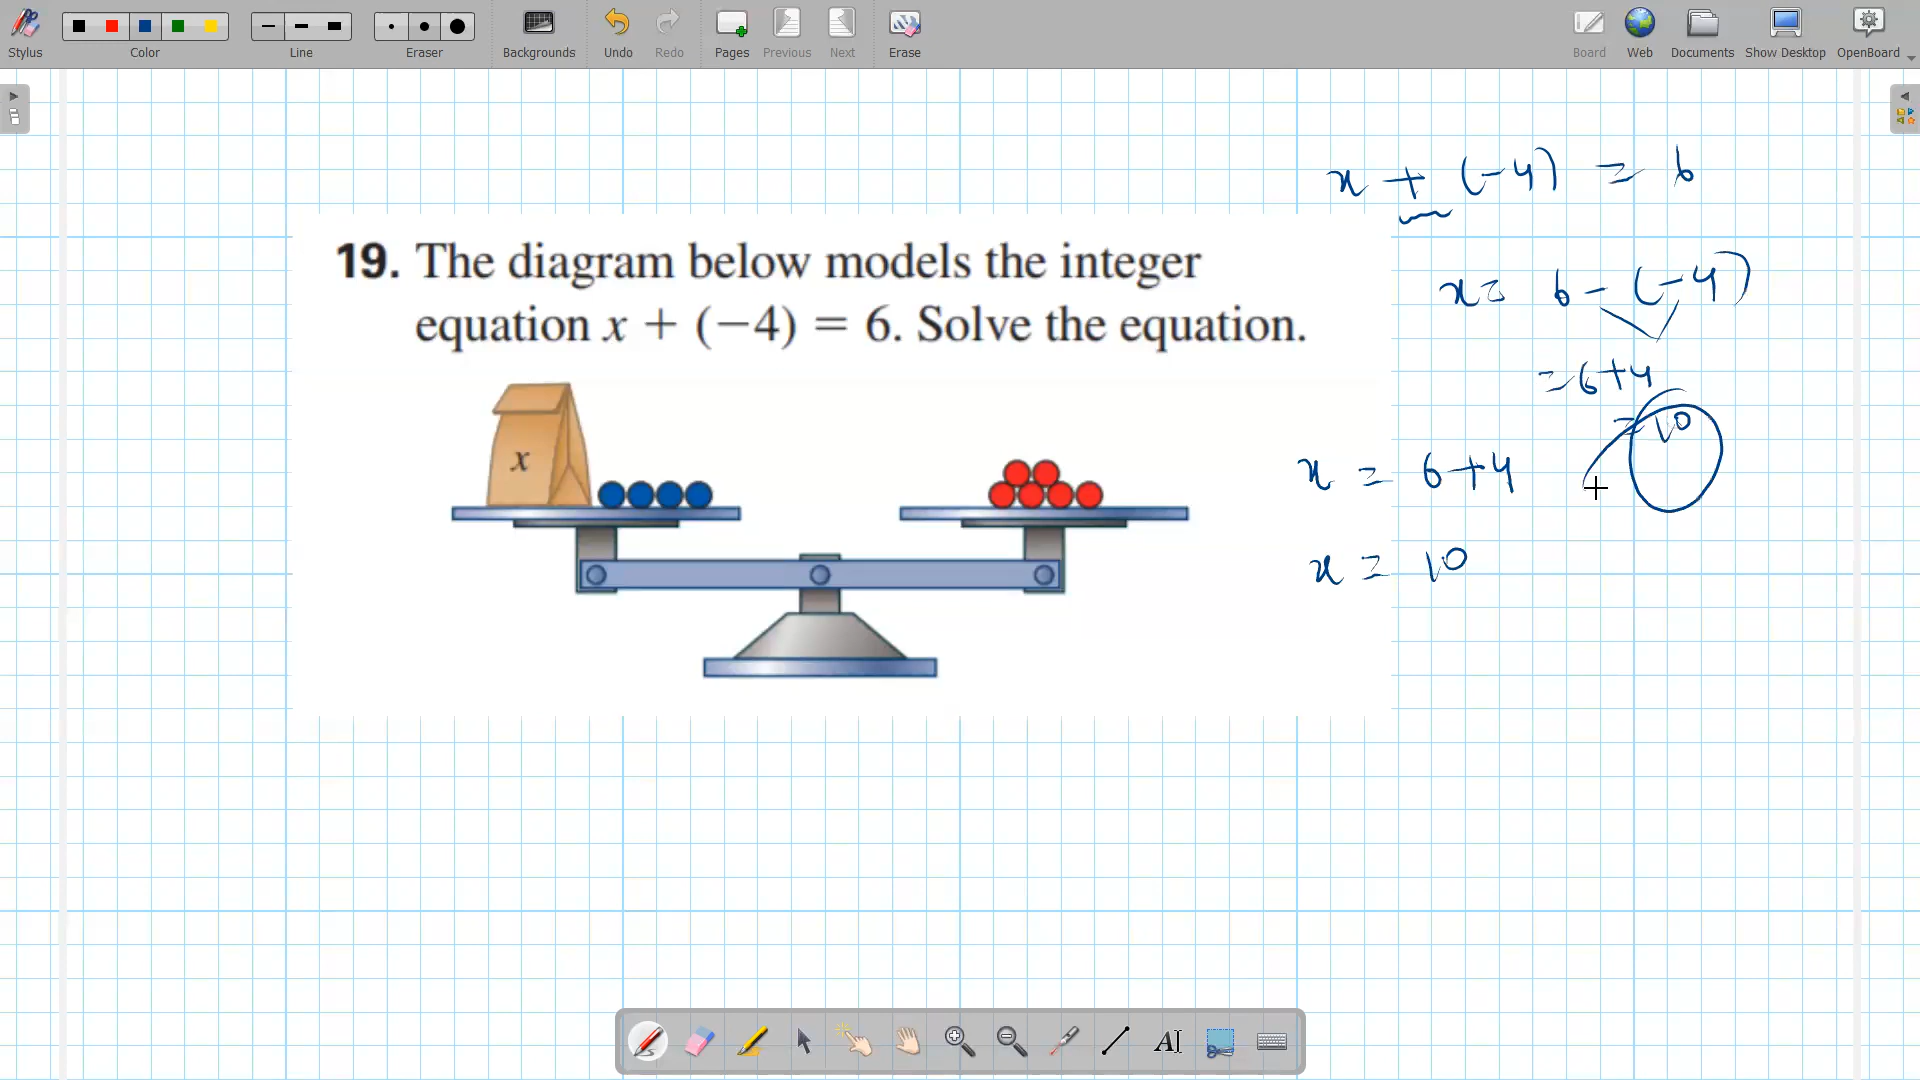 Stylus
Color
Line
Eraser
Backgrounds
Undo
Redo
Pages
Previous
Next
Erase
Board
Web
Documents
Show Desktop
OpenBoard
19. The diagram below models the integer
equation x + (−4) = 6. Solve the equation.
x
x + (-4) = 6
x = 6 - (-4)
= 6+4
= 10
x = 6+4
x = 10